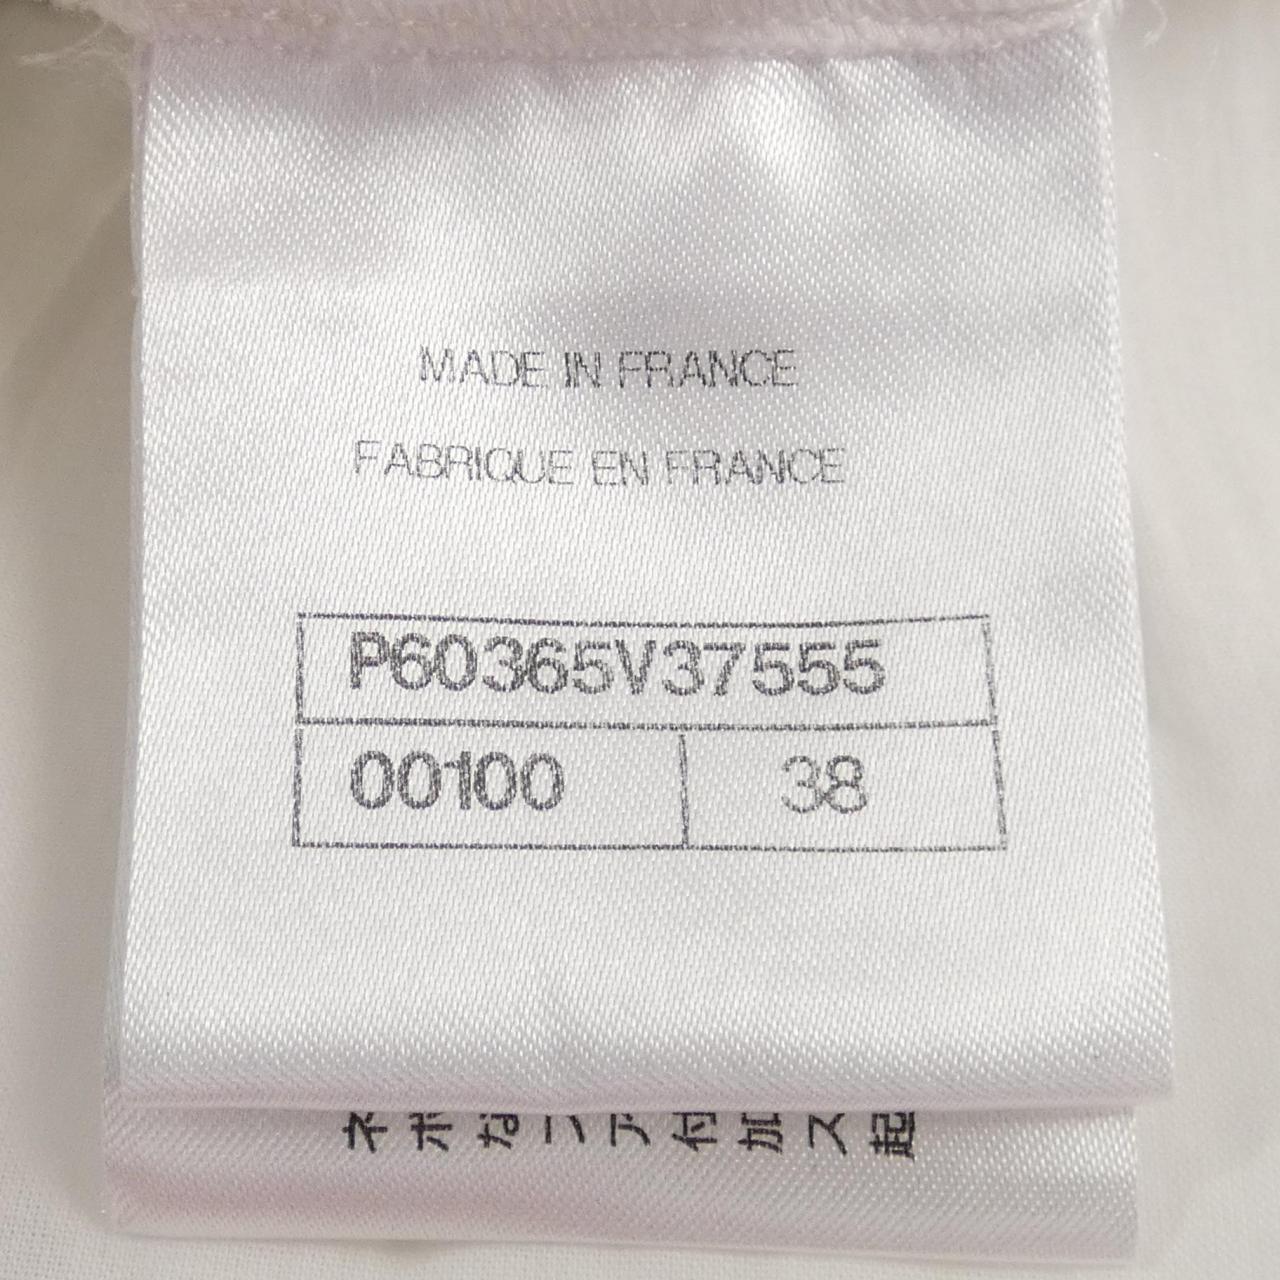 MADE IN FRANCE
FABRIQUE EN FRANCE
P60365V37555
00100 38